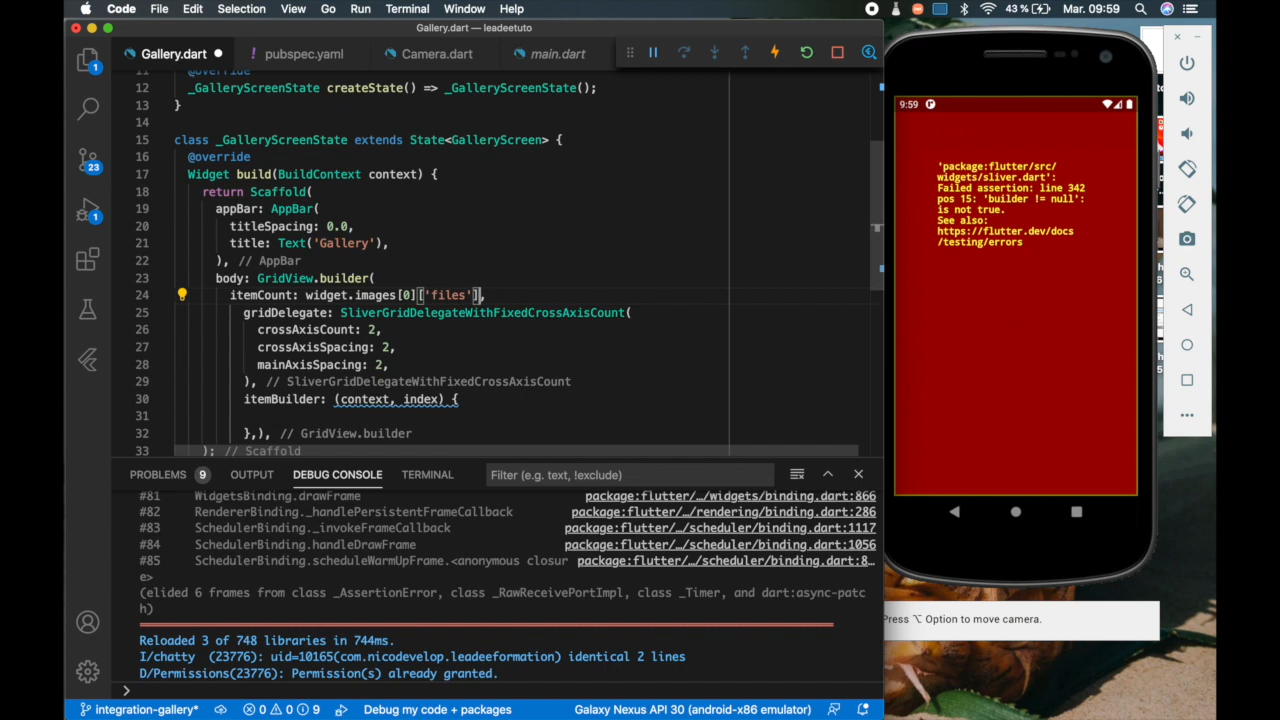 Code File Edit Selection View Go Run Terminal Window Help 43 % Mar. 09:59
Gallery.dart — leadeetuto
Gallery.dart pubspec.yaml Camera.dart main.dart
@override
12 _GalleryScreenState createState() => _GalleryScreenState();
13 }
14
15 class _GalleryScreenState extends State<GalleryScreen> {
16 @override
17 Widget build(BuildContext context) {
18 return Scaffold(
19 appBar: AppBar(
20 titleSpacing: 0.0,
21 title: Text('Gallery'),
22 ), // AppBar
23 body: GridView.builder(
24 itemCount: widget.images[0]['files'],
25 gridDelegate: SliverGridDelegateWithFixedCrossAxisCount(
26 crossAxisCount: 2,
27 crossAxisSpacing: 2,
28 mainAxisSpacing: 2,
29 ), // SliverGridDelegateWithFixedCrossAxisCount
30 itemBuilder: (context, index) {
31
32 },), // GridView.builder
33 ); // Scaffold
1
23
1
PROBLEMS 9 OUTPUT DEBUG CONSOLE TERMINAL Filter (e.g. text, !exclude)
#81 WidgetsBinding.drawFrame package:flutter/…/widgets/binding.dart:866
#82 RendererBinding._handlePersistentFrameCallback package:flutter/…/rendering/binding.dart:286
#83 SchedulerBinding._invokeFrameCallback package:flutter/…/scheduler/binding.dart:1117
#84 SchedulerBinding.handleDrawFrame package:flutter/…/scheduler/binding.dart:1056
#85 SchedulerBinding.scheduleWarmUpFrame.<anonymous closur package:flutter/…/scheduler/binding.dart:8…
e>
(elided 6 frames from class _AssertionError, class _RawReceivePortImpl, class _Timer, and dart:async-patc
h)
Reloaded 3 of 748 libraries in 744ms.
I/chatty (23776): uid=10165(com.nicodevelop.leadeeformation) identical 2 lines
D/Permissions(23776): Permission(s) already granted.
integration-gallery* 0 0 9 Debug my code + packages Galaxy Nexus API 30 (android-x86 emulator)
9:59
'package:flutter/src/
widgets/sliver.dart':
Failed assertion: line 342
pos 15: 'builder != null':
is not true.
See also:
https://flutter.dev/docs
/testing/errors
Press ⌥ Option to move camera.